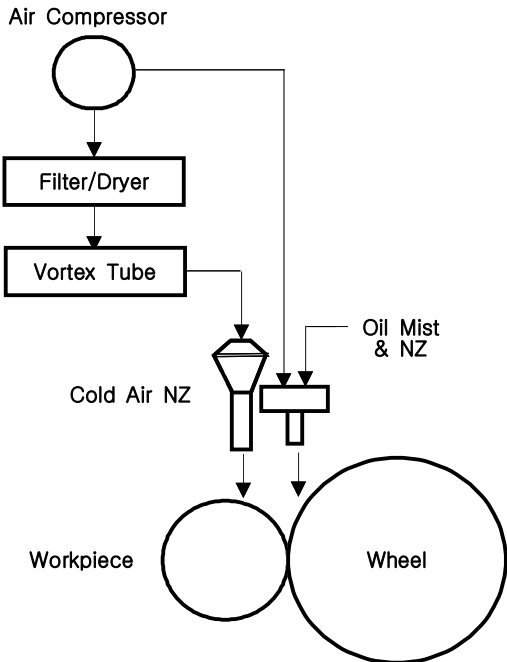 Air Compressor
Filter/Dryer
Vortex Tube
Oil Mist
& NZ
Cold Air NZ
Workpiece
Wheel